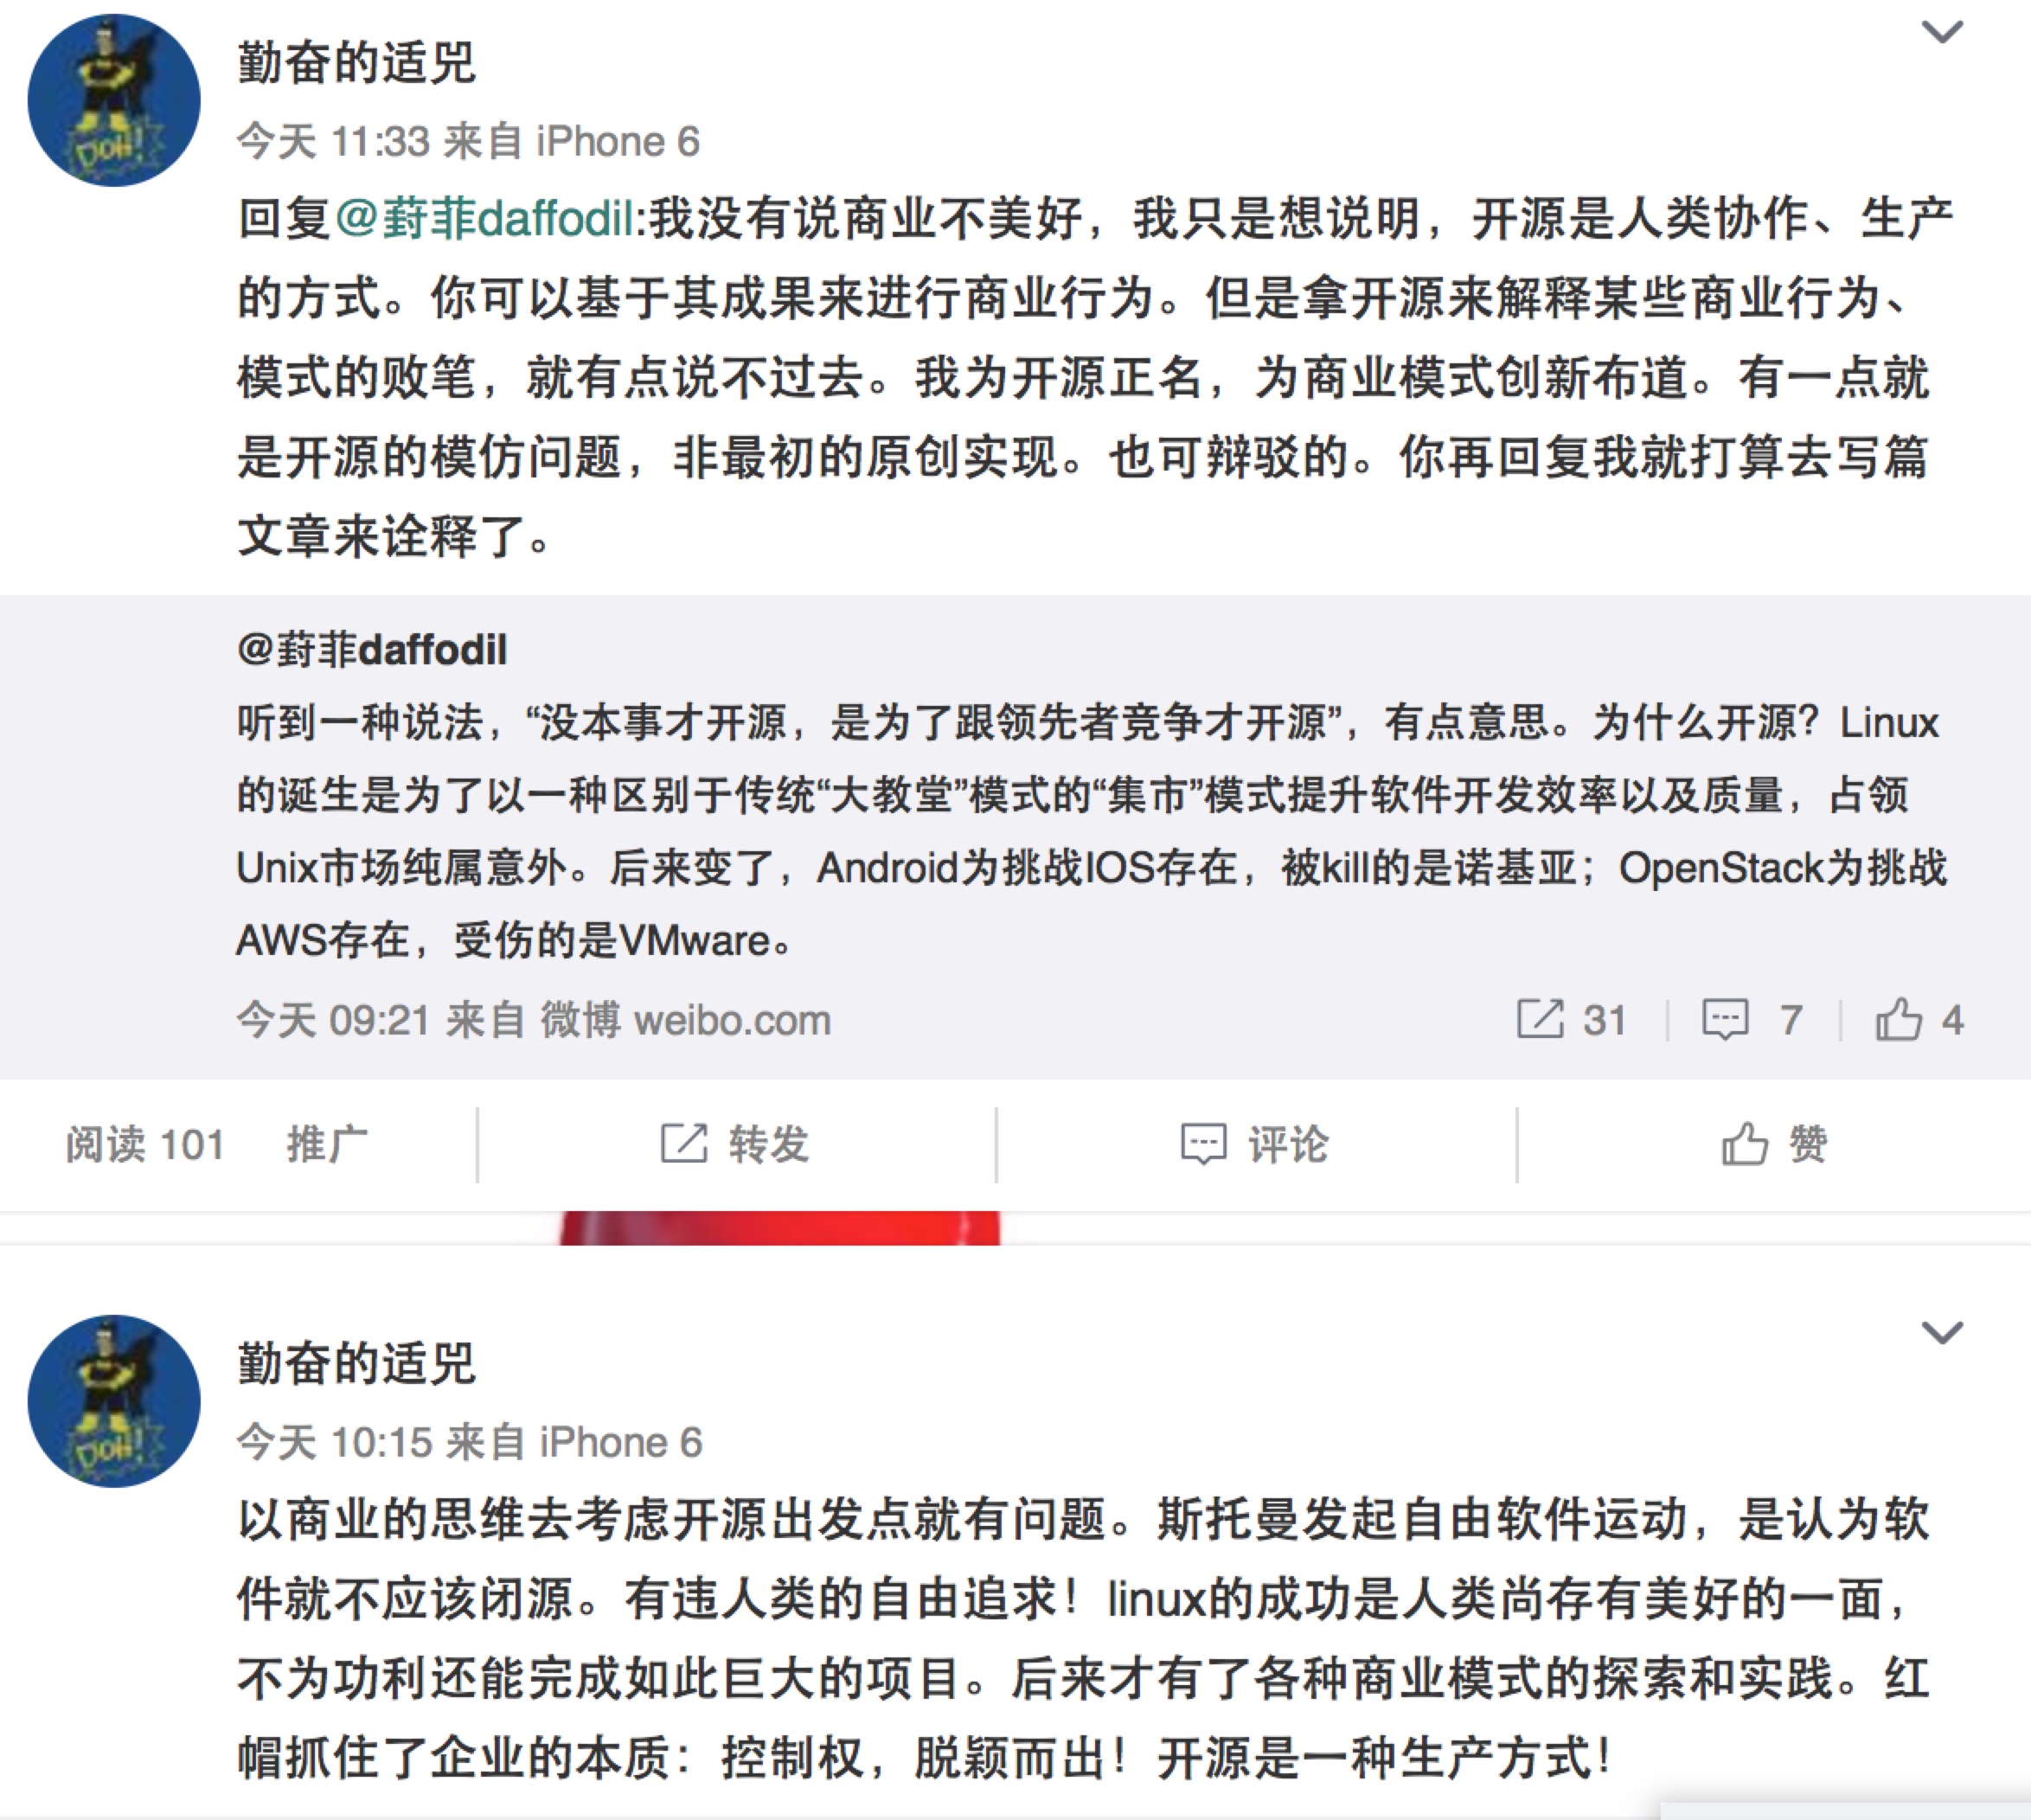 勤奋的适兕
今天 11:33 来自 iPhone 6
回复@葑菲daffodil:我没有说商业不美好，我只是想说明，开源是人类协作、生产
的方式。你可以基于其成果来进行商业行为。但是拿开源来解释某些商业行为、
模式的败笔，就有点说不过去。我为开源正名，为商业模式创新布道。有一点就
是开源的模仿问题，非最初的原创实现。也可辩驳的。你再回复我就打算去写篇
文章来诠释了。
@葑菲daffodil
听到一种说法，“没本事才开源，是为了跟领先者竞争才开源”，有点意思。为什么开源？Linux
的诞生是为了以一种区别于传统“大教堂”模式的“集市”模式提升软件开发效率以及质量，占领
Unix市场纯属意外。后来变了，Android为挑战IOS存在，被kill的是诺基亚；OpenStack为挑战
AWS存在，受伤的是VMware。
今天 09:21 来自 微博 weibo.com 31 7 4
阅读 101 推广 转发 评论 赞
勤奋的适兕
今天 10:15 来自 iPhone 6
以商业的思维去考虑开源出发点就有问题。斯托曼发起自由软件运动，是认为软
件就不应该闭源。有违人类的自由追求！linux的成功是人类尚存有美好的一面，
不为功利还能完成如此巨大的项目。后来才有了各种商业模式的探索和实践。红
帽抓住了企业的本质：控制权，脱颖而出！开源是一种生产方式！
Doh!
Doh!